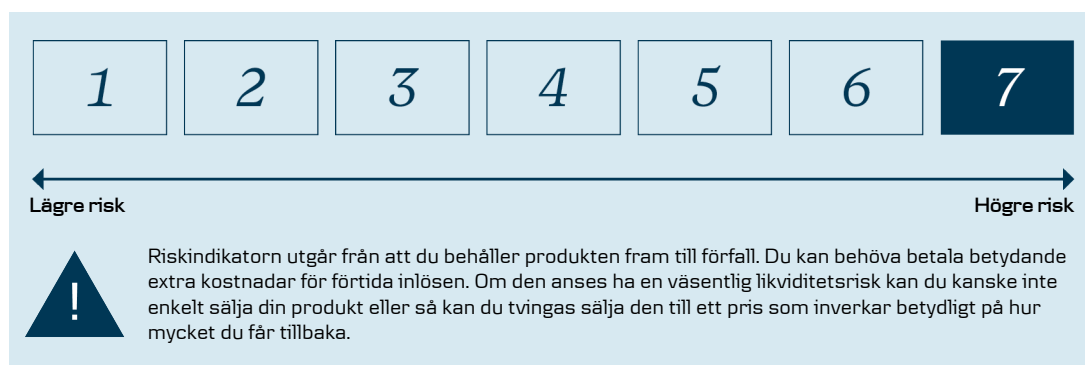 1 2 3 4 5 6 7
Lägre risk Högre risk
Riskindikatorn utgår från att du behåller produkten fram till förfall. Du kan behöva betala betydande
extra kostnadar för förtida inlösen. Om den anses ha en väsentlig likviditetsrisk kan du kanske inte
enkelt sälja din produkt eller så kan du tvingas sälja den till ett pris som inverkar betydligt på hur
mycket du får tillbaka.
!